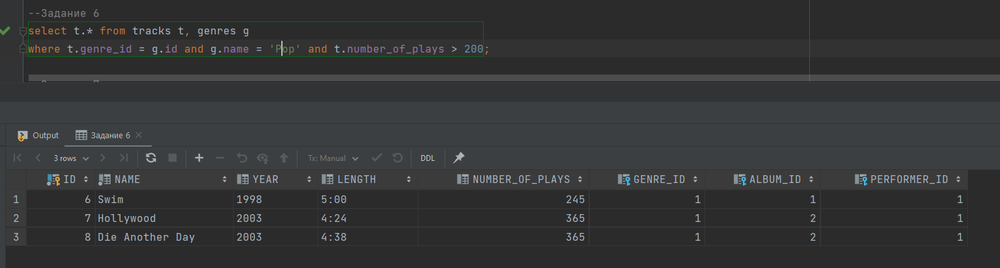 --Задание 6
select t.* from tracks t, genres g
where t.genre_id = g.id and g.name = 'Pop' and t.number_of_plays > 200;
Output Задание 6
3 rows Tx: Manual DDL
ID NAME YEAR LENGTH NUMBER_OF_PLAYS GENRE_ID ALBUM_ID PERFORMER_ID
1 6 Swim 1998 5:00 245 1 1 1
2 7 Hollywood 2003 4:24 365 1 2 1
3 8 Die Another Day 2003 4:38 365 1 2 1